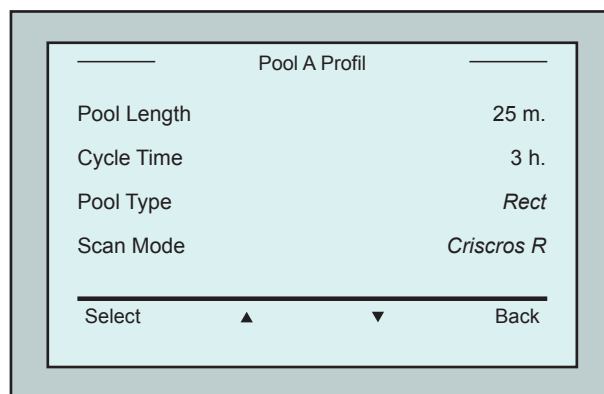 Pool A Profil
Pool Length 25 m.
Cycle Time 3 h.
Pool Type Rect
Scan Mode Criscros R
Select ▲ ▼ Back